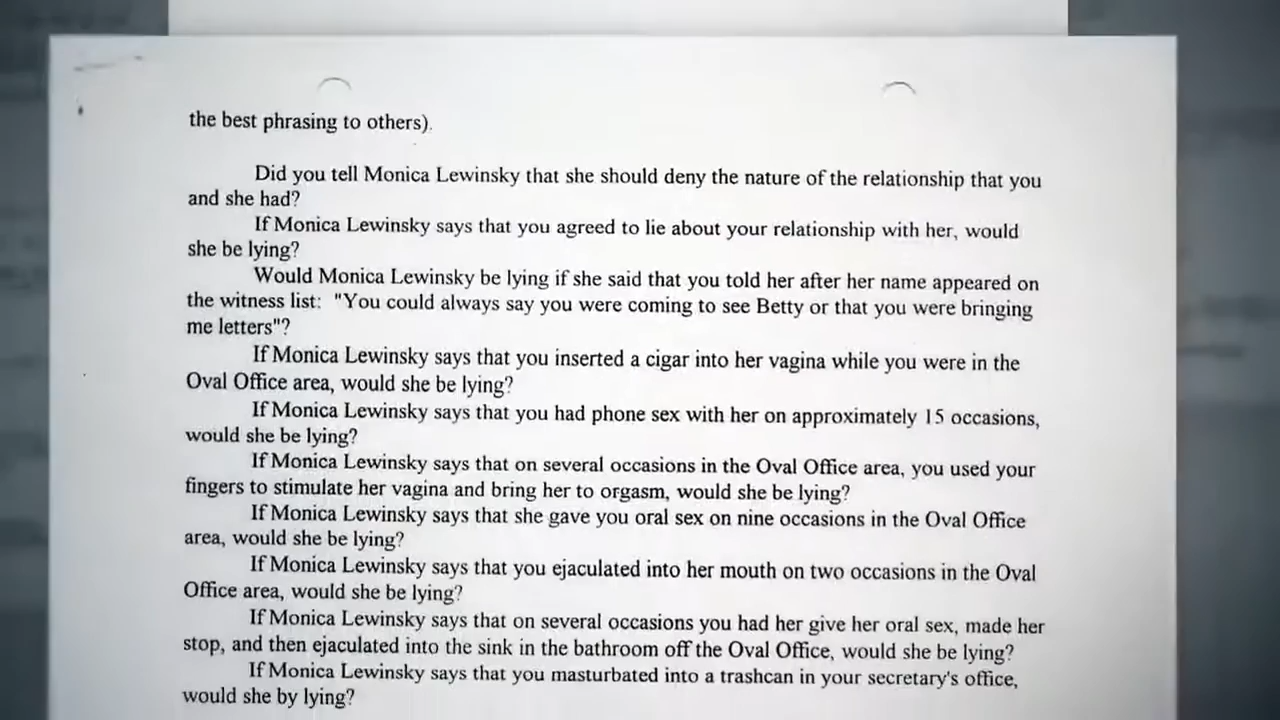 the best phrasing to others).
Did you tell Monica Lewinsky that she should deny the nature of the relationship that you
and she had?
If Monica Lewinsky says that you agreed to lie about your relationship with her, would
she be lying?
Would Monica Lewinsky be lying if she said that you told her after her name appeared on
the witness list: "You could always say you were coming to see Betty or that you were bringing
me letters"?
If Monica Lewinsky says that you inserted a cigar into her vagina while you were in the
Oval Office area, would she be lying?
If Monica Lewinsky says that you had phone sex with her on approximately 15 occasions,
would she be lying?
If Monica Lewinsky says that on several occasions in the Oval Office area, you used your
fingers to stimulate her vagina and bring her to orgasm, would she be lying?
If Monica Lewinsky says that she gave you oral sex on nine occasions in the Oval Office
area, would she be lying?
If Monica Lewinsky says that you ejaculated into her mouth on two occasions in the Oval
Office area, would she be lying?
If Monica Lewinsky says that on several occasions you had her give her oral sex, made her
stop, and then ejaculated into the sink in the bathroom off the Oval Office, would she be lying?
If Monica Lewinsky says that you masturbated into a trashcan in your secretary's office,
would she by lying?